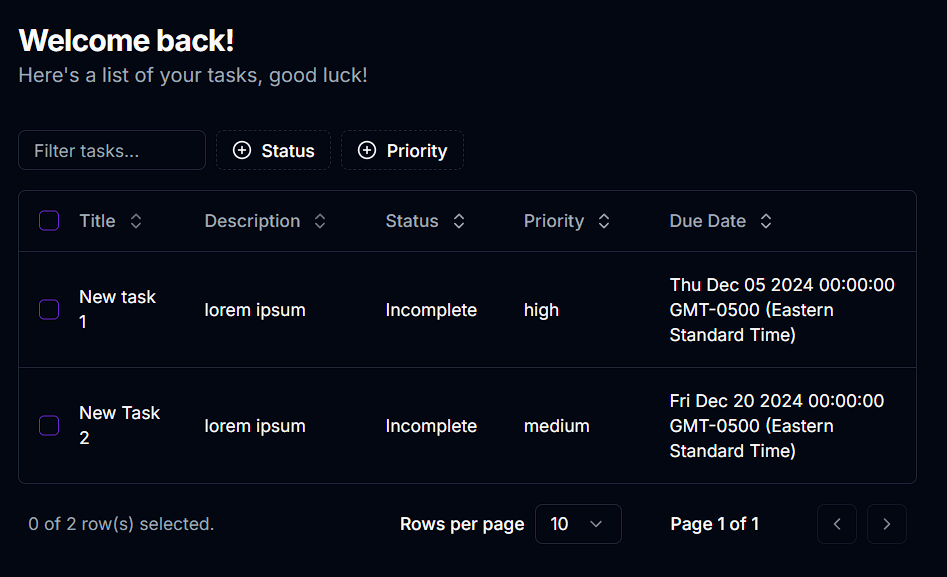 Welcome back!
Here's a list of your tasks, good luck!
Filter tasks...
Status
Priority
Title
Description
Status
Priority
Due Date
New task
1
lorem ipsum
Incomplete
high
Thu Dec 05 2024 00:00:00
GMT-0500 (Eastern
Standard Time)
New Task
2
lorem ipsum
Incomplete
medium
Fri Dec 20 2024 00:00:00
GMT-0500 (Eastern
Standard Time)
0 of 2 row(s) selected.
Rows per page
10
Page 1 of 1